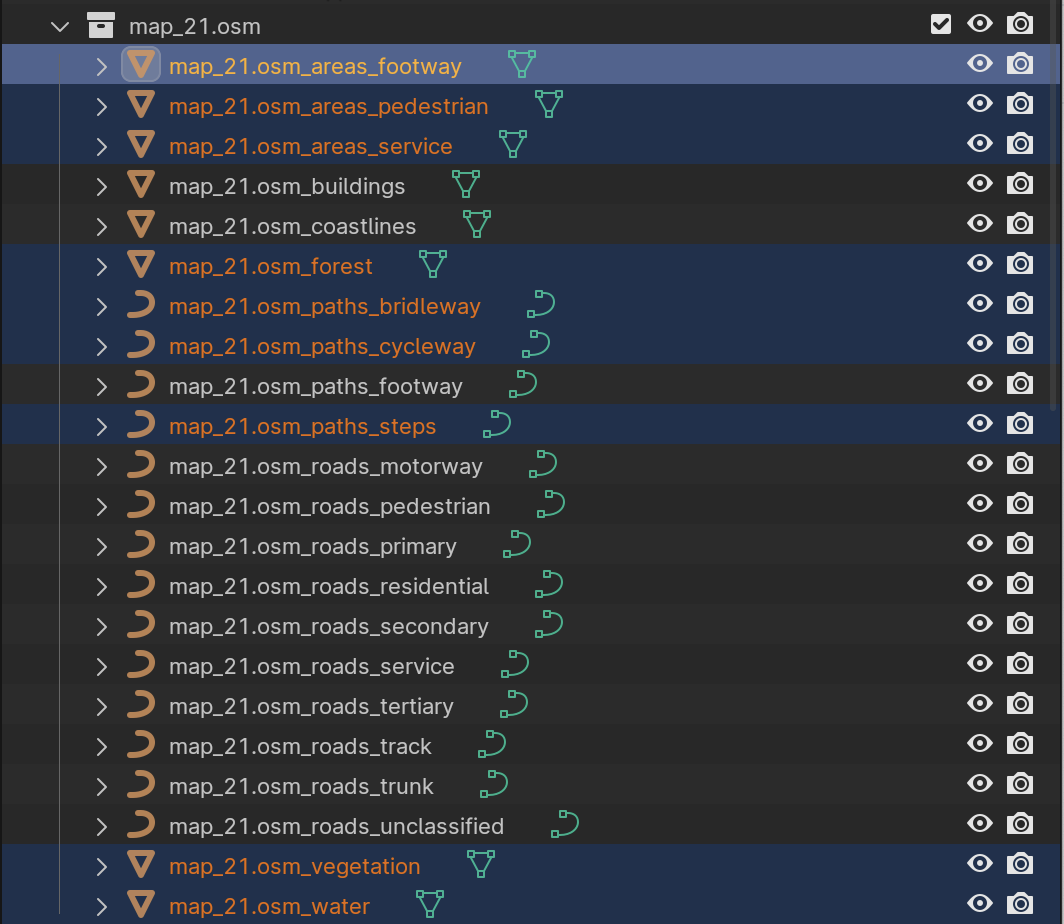 map_21.osm
map_21.osm_areas_footway
map_21.osm_areas_pedestrian
map_21.osm_areas_service
map_21.osm_buildings
map_21.osm_coastlines
map_21.osm_forest
map_21.osm_paths_bridleway
map_21.osm_paths_cycleway
map_21.osm_paths_footway
map_21.osm_paths_steps
map_21.osm_roads_motorway
map_21.osm_roads_pedestrian
map_21.osm_roads_primary
map_21.osm_roads_residential
map_21.osm_roads_secondary
map_21.osm_roads_service
map_21.osm_roads_tertiary
map_21.osm_roads_track
map_21.osm_roads_trunk
map_21.osm_roads_unclassified
map_21.osm_vegetation
map_21.osm_water